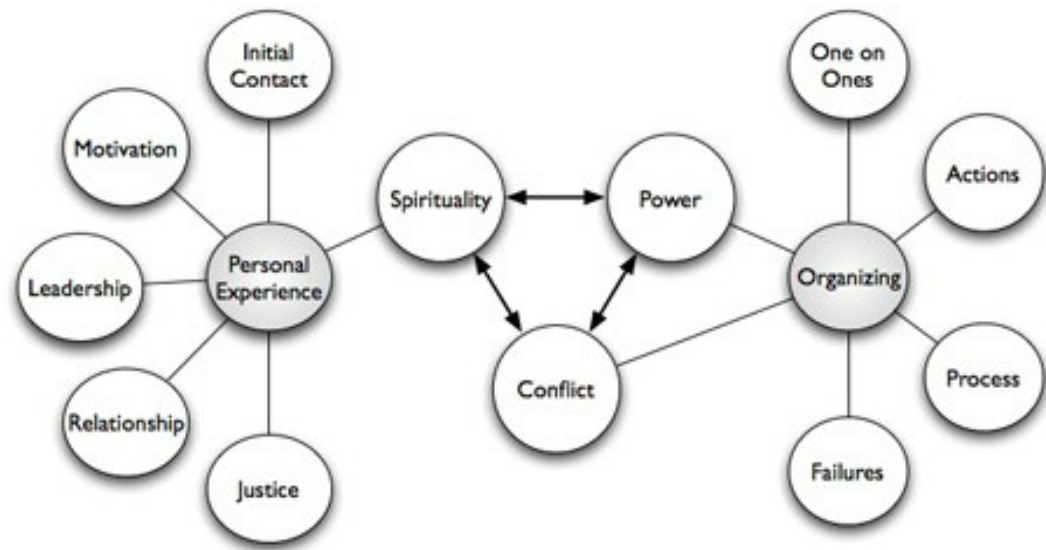 Initial
Contact
One on
Ones
Motivation
Actions
Spirituality
Power
Personal
Experience
Organizing
Leadership
Conflict
Process
Relationship
Failures
Justice